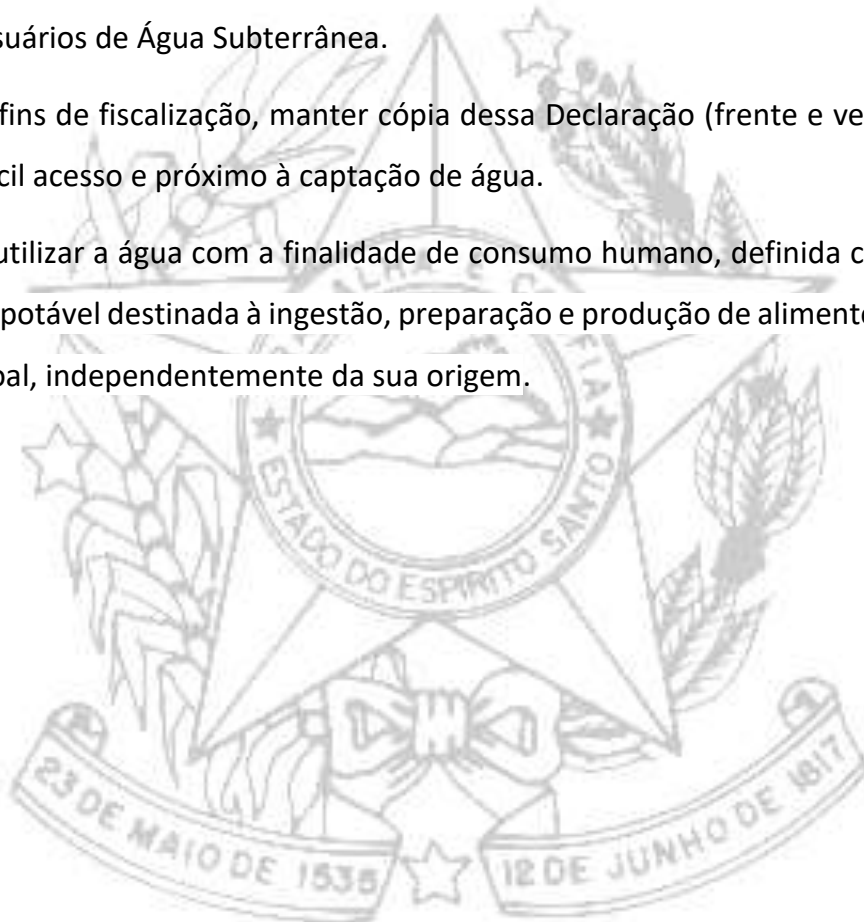 suários de Água Subterrânea.
fins de fiscalização, manter cópia dessa Declaração (frente e ve
cil acesso e próximo à captação de água.
utilizar a água com a finalidade de consumo humano, definida c
potável destinada à ingestão, preparação e produção de alimento
oal, independentemente da sua origem.
ESTADO DO ESPIRITO SANTO
23 DE MAIO DE 1535
12 DE JUNHO DE 1817